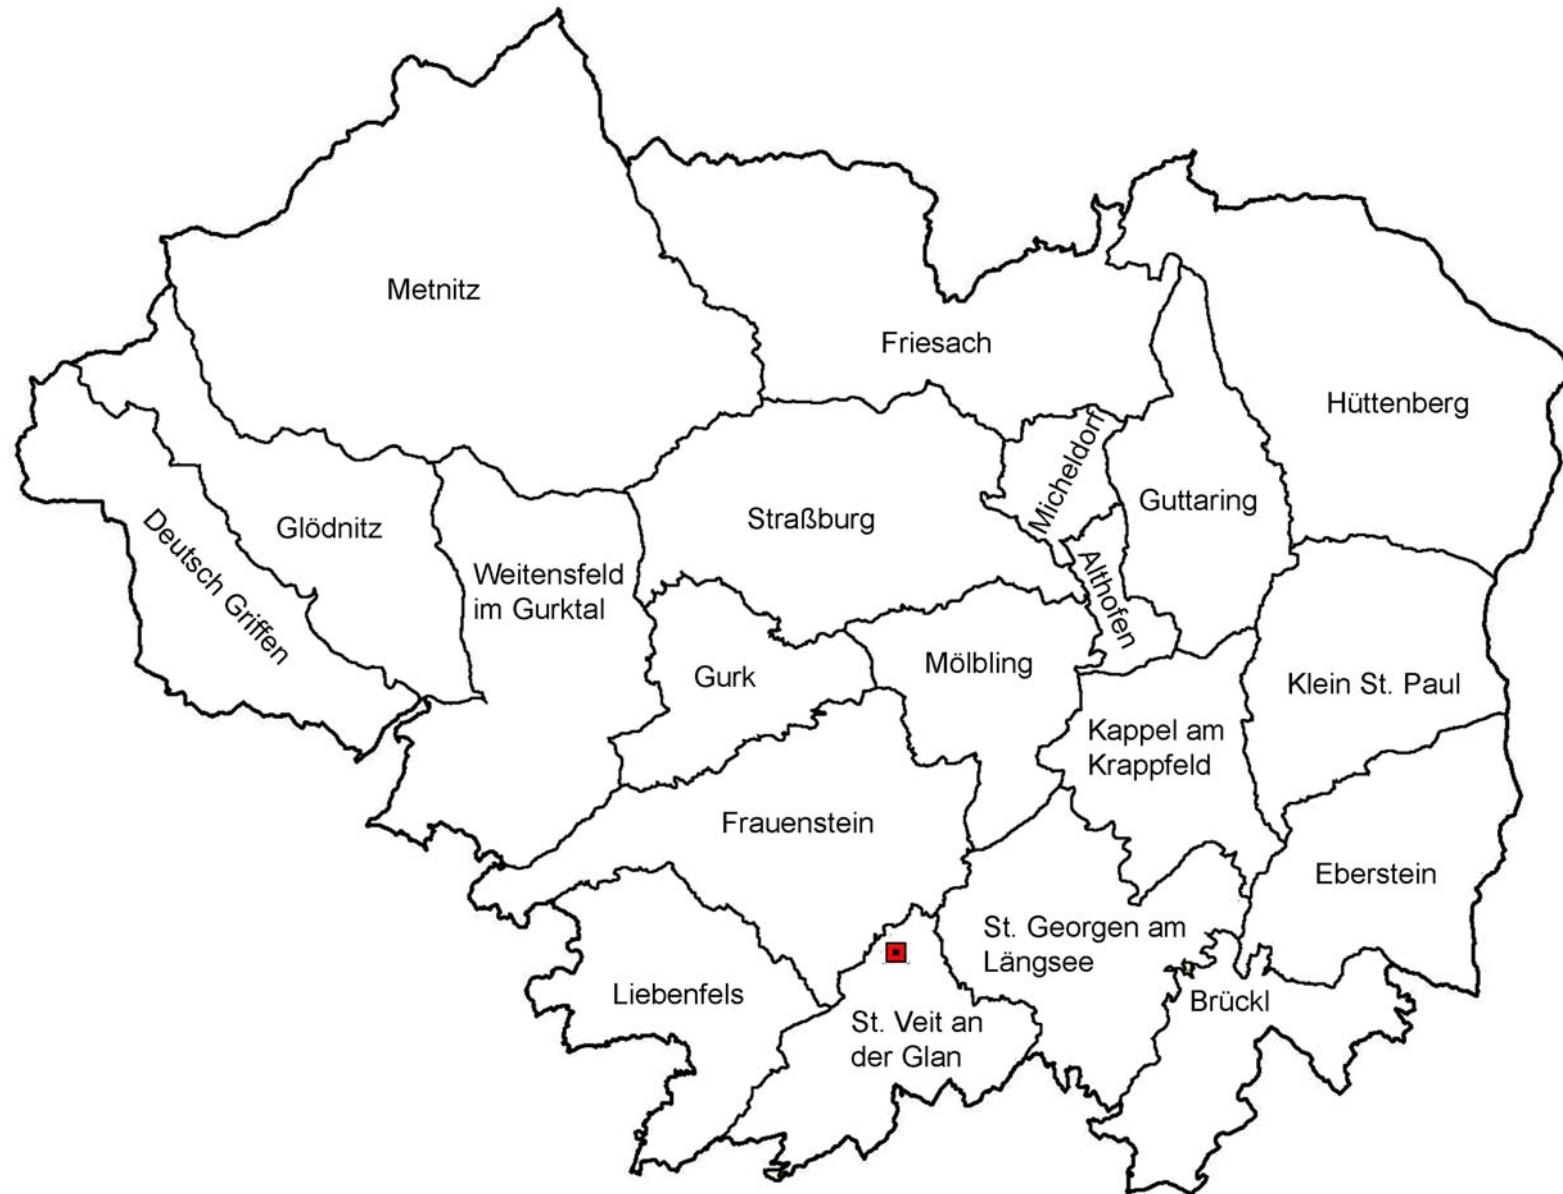 Metnitz
Friesach
Hüttenberg
Micheldorf
Guttaring
Straßburg
Glödnitz
Deutsch Griffen
Weitensfeld
im Gurktal
Althofen
Mölbling
Gurk
Klein St. Paul
Kappel am
Krappfeld
Frauenstein
Eberstein
St. Georgen am
Längsee
Liebenfels
Brückl
St. Veit an
der Glan